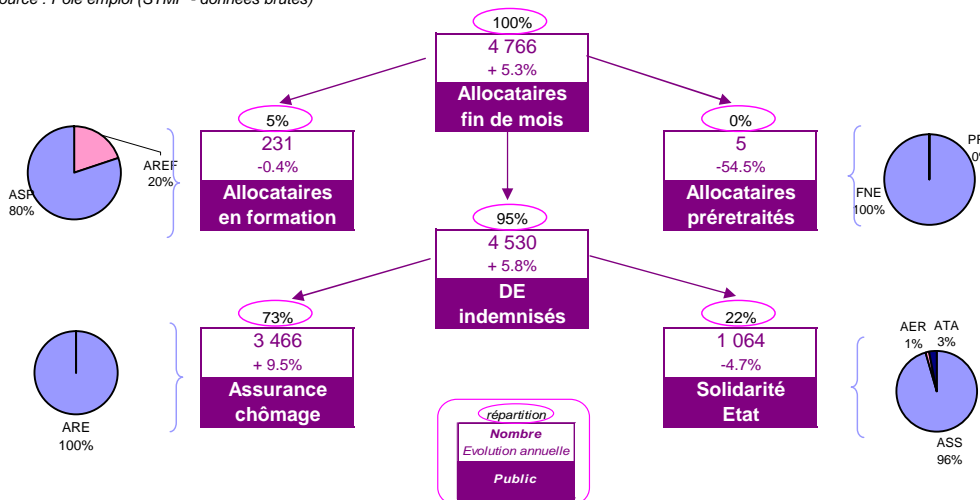 100%
4 766
+ 5.3%
Allocataires
fin de mois
5%
231
-0.4%
Allocataires
en formation
AREF
20%
ASP
80%
0%
5
-54.5%
Allocataires
préretraités
FNE
100%
95%
4 530
+ 5.8%
DE
indemnisés
73%
3 466
+ 9.5%
Assurance
chômage
ARE
100%
22%
1 064
-4.7%
Solidarité
Etat
AER
1%
ATA
3%
ASS
96%
répartition
Nombre
Evolution annuelle
Public